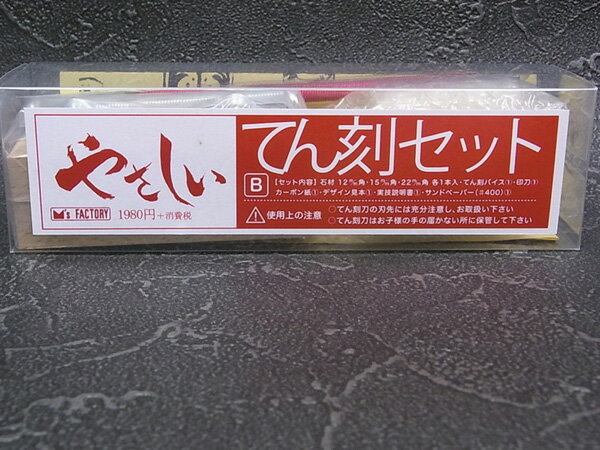 やさしい
M's FACTORY 1980円+消費税
てん刻セット
B 【セット内容】石材 12㎜角・15㎜角・22㎜角 各1本入・てん刻バイス①・印刀①
カーボン紙①・デザイン見本①・実技説明書①・サンドペーパー(♯400)①
⚠使用上の注意
○てん刻刀の刃先には充分注意し、お取扱い下さい
○てん刻刀はお子様の手の届かない所に保管して下さい